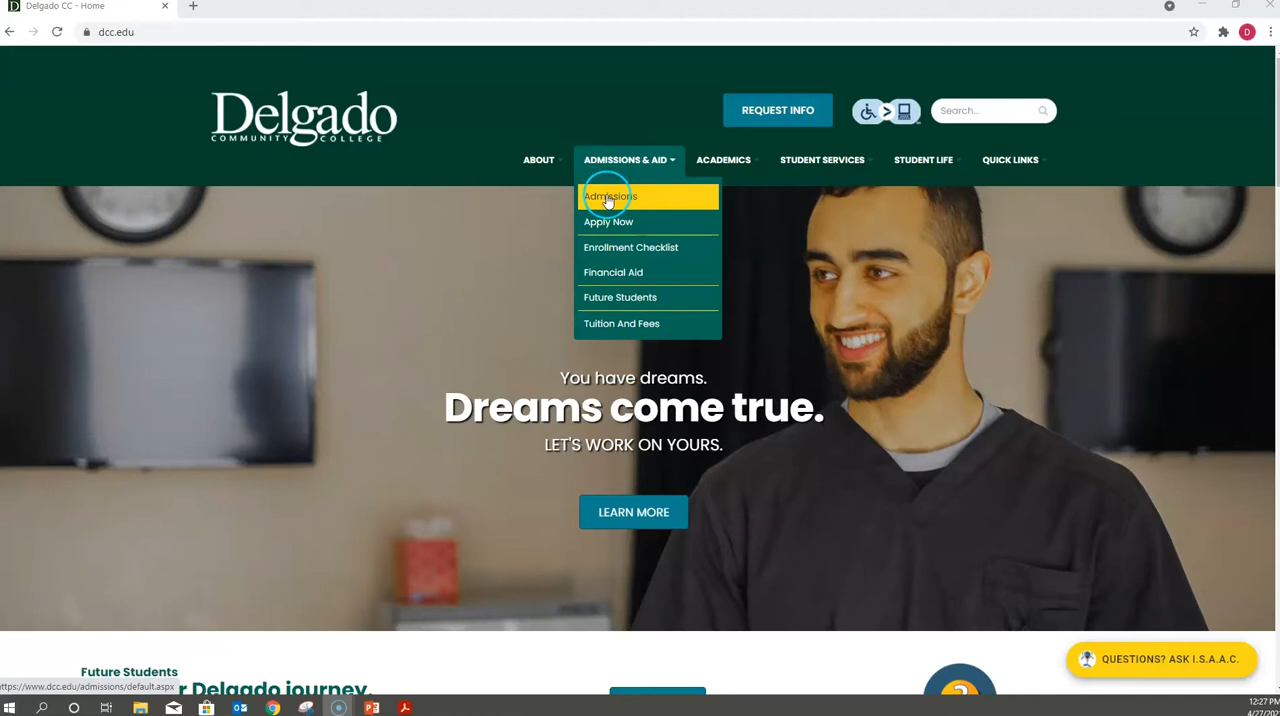 Delgado CC - Home
dcc.edu
D
Delgado
COMMUNITY COLLEGE
REQUEST INFO
Search...
ABOUT
ADMISSIONS & AID
ACADEMICS
STUDENT SERVICES
STUDENT LIFE
QUICK LINKS
Admissions
Apply Now
Enrollment Checklist
Financial Aid
Future Students
Tuition And Fees
You have dreams.
Dreams come true.
LET'S WORK ON YOURS.
LEARN MORE
QUESTIONS? ASK I.S.A.A.C.
Future Students
Delgado journey.
https://www.dcc.edu/admissions/default.aspx
12:27 PM